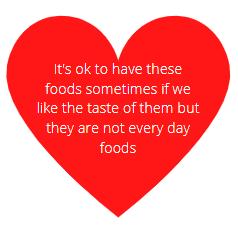 It's ok to have these
foods sometimes if we
like the taste of them but
they are not every day
foods